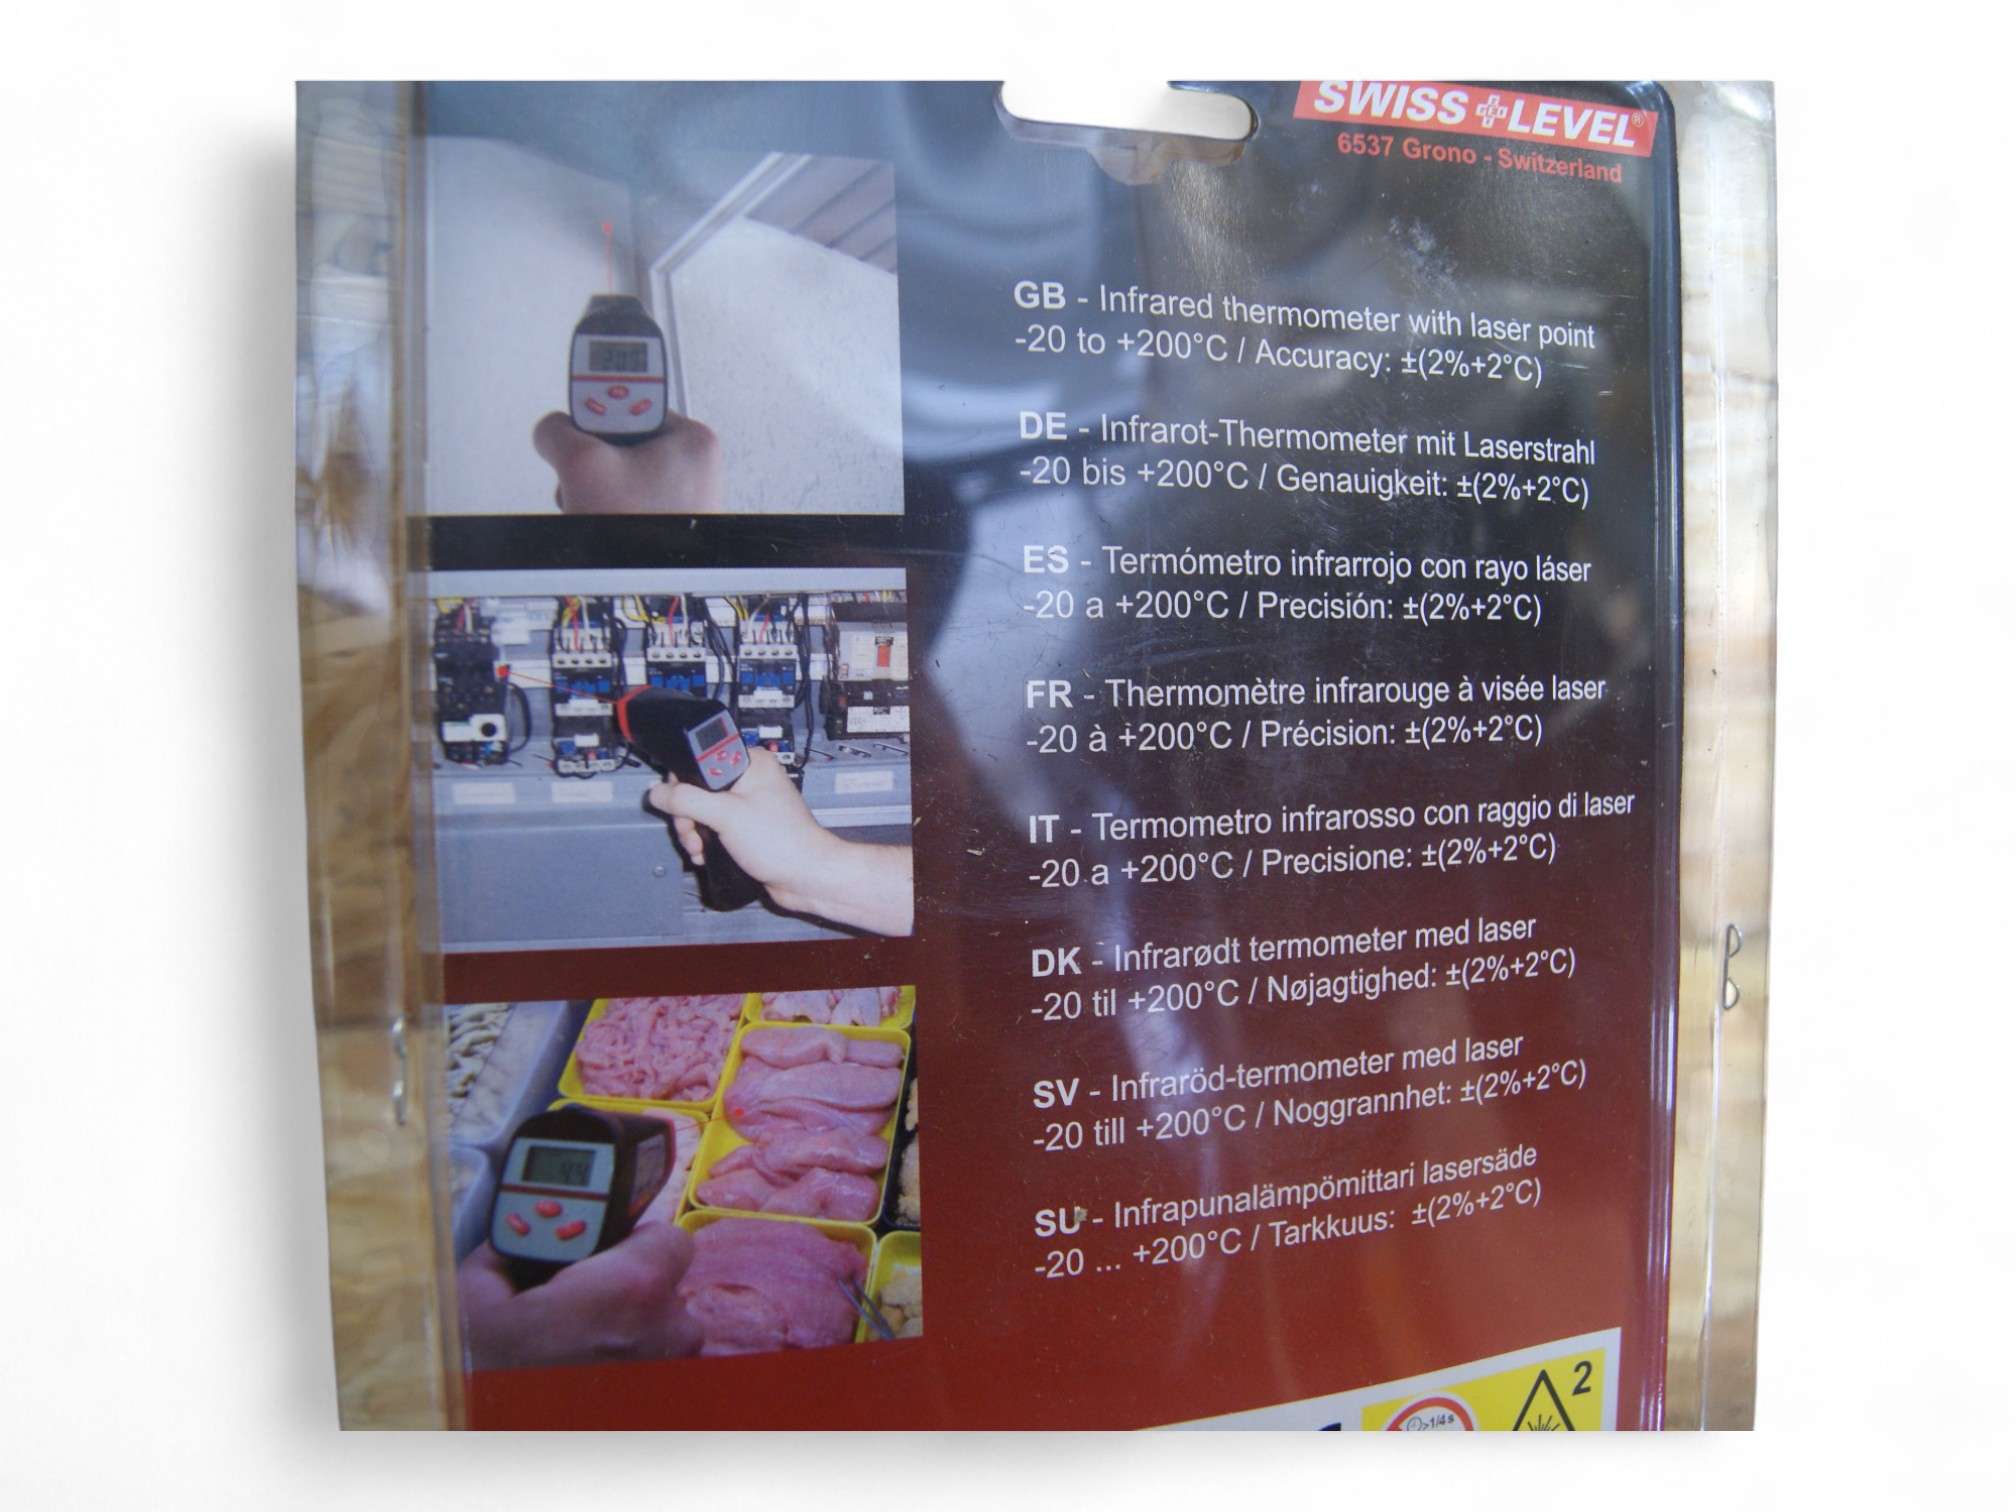 SWISS LEVEL®
6537 Grono - Switzerland
GB - Infrared thermometer with laser point
-20 to +200°C / Accuracy: ±(2%+2°C)
DE - Infrarot-Thermometer mit Laserstrahl
-20 bis +200°C / Genauigkeit: ±(2%+2°C)
ES - Termómetro infrarrojo con rayo láser
-20 a +200°C / Precisión: ±(2%+2°C)
FR - Thermomètre infrarouge à visée laser
-20 à +200°C / Précision: ±(2%+2°C)
IT - Termometro infrarosso con raggio di laser
-20 a +200°C / Precisione: ±(2%+2°C)
DK - Infrarødt termometer med laser
-20 til +200°C / Nøjagtighed: ±(2%+2°C)
SV - Infraröd-termometer med laser
-20 till +200°C / Noggrannhet: ±(2%+2°C)
SU - Infrapunalämpömittari lasersäde
-20 ... +200°C / Tarkkuus: ±(2%+2°C)
2
>1/4s